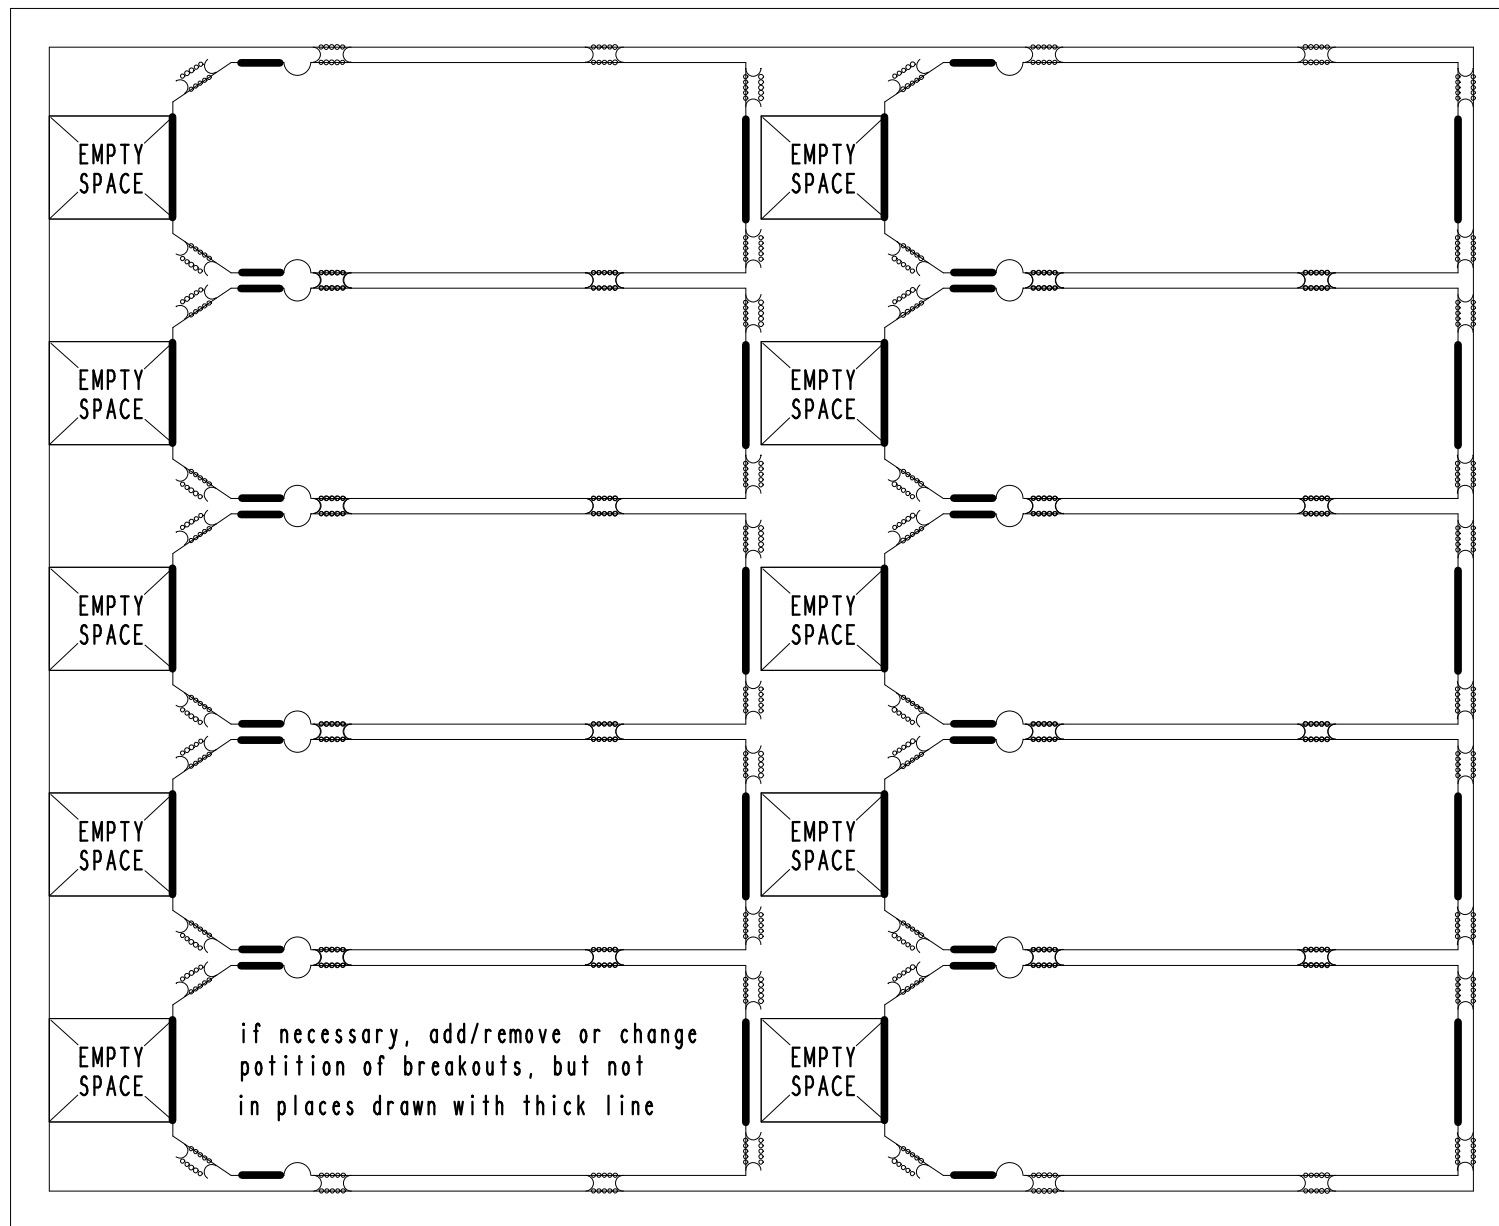 EMPTY
SPACE
EMPTY
SPACE
EMPTY
SPACE
EMPTY
SPACE
EMPTY
SPACE
EMPTY
SPACE
EMPTY
SPACE
EMPTY
SPACE
EMPTY
SPACE
if necessary, add/remove or change
potition of breakouts, but not
in places drawn with thick line
EMPTY
SPACE